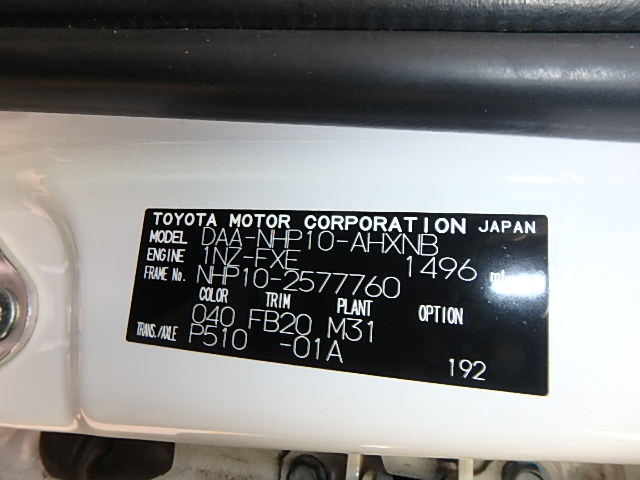 TOYOTA MOTOR CORPORATION JAPAN
MODEL DAA-NHP10-AHXNB
ENGINE 1NZ-FXE 1496 mL
FRAME No. NHP10-2577760
COLOR TRIM PLANT OPTION
040 FB20 M31
TRANS./AXLE P510 -01A
192